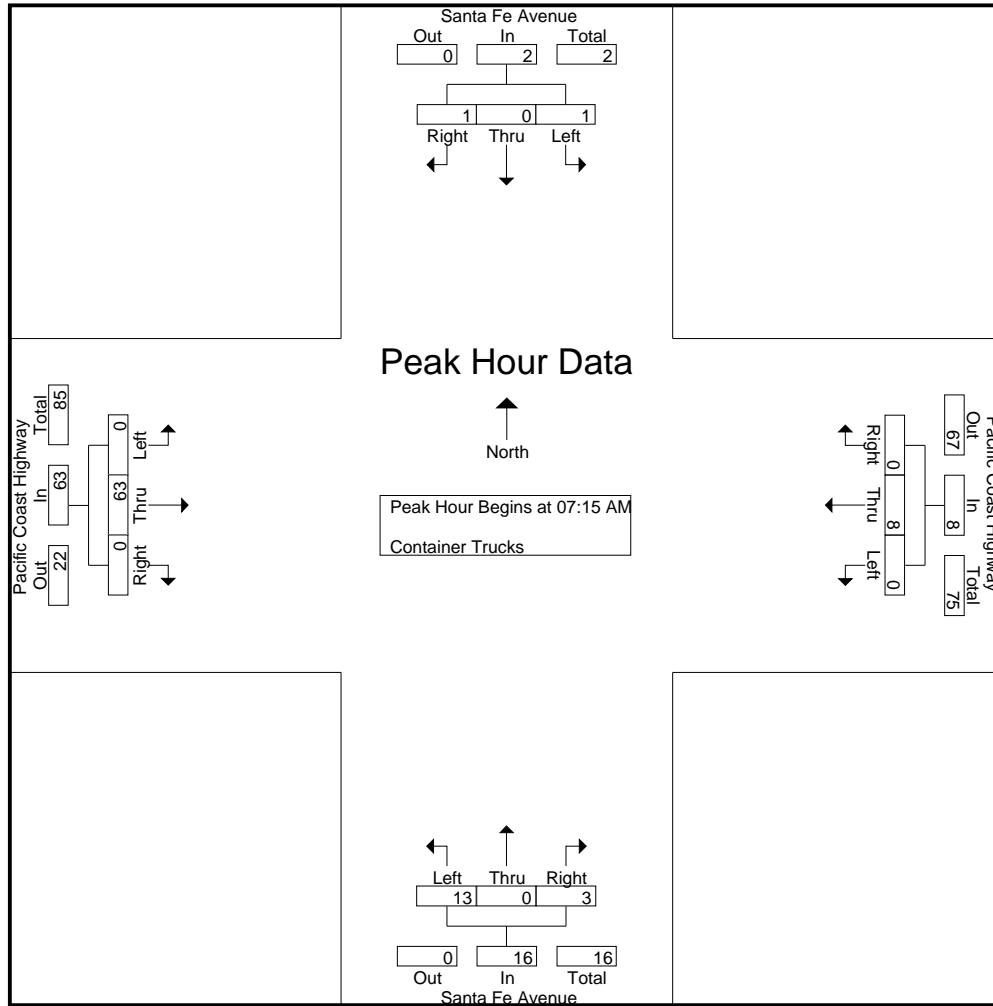 Santa Fe Avenue
Out In Total
0 2 2
1 0 1
Right Thru Left
Peak Hour Data
North
Peak Hour Begins at 07:15 AM
Container Trucks
Pacific Coast Highway
Total In Out
85 63 22
0 63 0
Left Thru Right
Pacific Coast Highway
Out In Total
67 8 75
0 8 0
Right Thru Left
Left Thru Right
13 0 3
0 16 16
Out In Total
Santa Fe Avenue